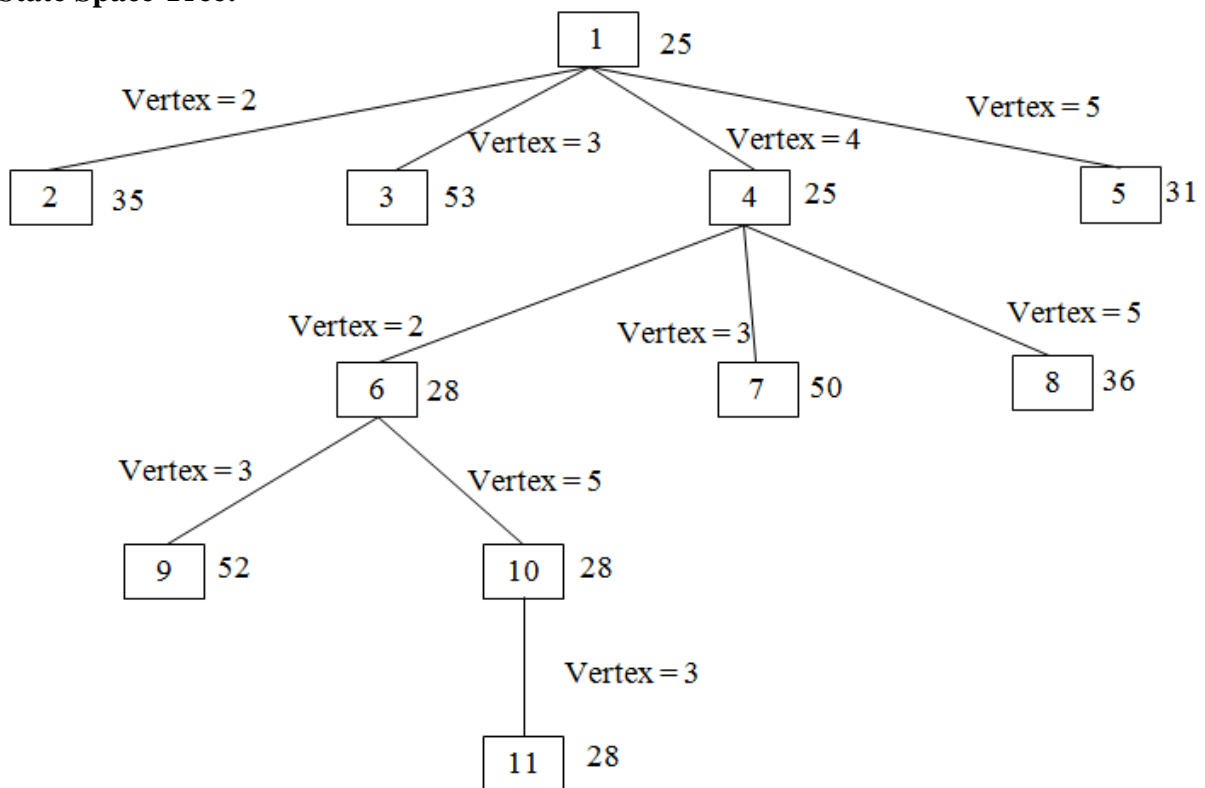 State Space Tree:
1 25
Vertex = 2
Vertex = 3
Vertex = 4
Vertex = 5
2 35
3 53
4 25
5 31
Vertex = 2
Vertex = 3
Vertex = 5
6 28
7 50
8 36
Vertex = 3
Vertex = 5
9 52
10 28
Vertex = 3
11 28